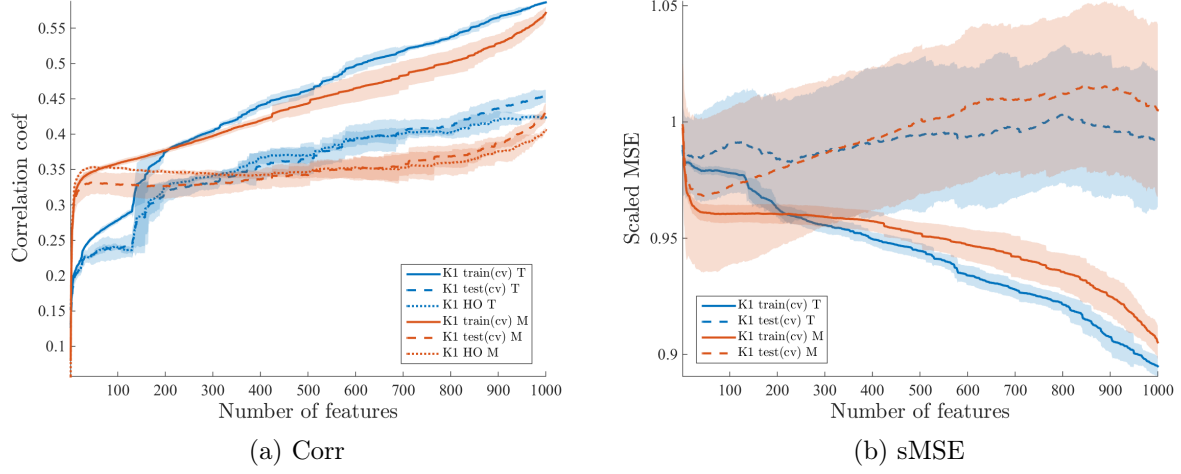 0.55
0.5
0.45
0.4
0.35
0.3
0.25
0.2
0.15
0.1
Correlation coef
100 200 300 400 500 600 700 800 900 1000
Number of features
K1 train(cv) T
K1 test(cv) T
K1 HO T
K1 train(cv) M
K1 test(cv) M
K1 HO M
(a) Corr
1.05
1
0.95
0.9
Scaled MSE
100 200 300 400 500 600 700 800 900 1000
Number of features
K1 train(cv) T
K1 test(cv) T
K1 train(cv) M
K1 test(cv) M
(b) sMSE